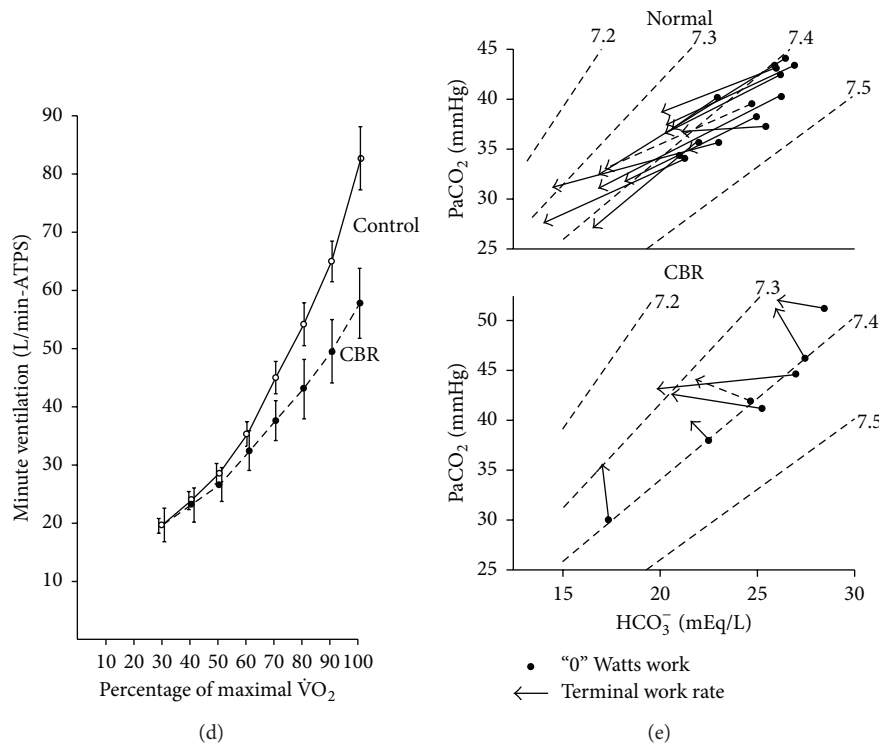 90
80
70
60
50
40
30
20
10
Minute ventilation (L/min-ATPS)
Control
CBR
10 20 30 40 50 60 70 80 90 100
Percentage of maximal V̇O₂
(d)
Normal
7.2
7.3
7.4
7.5
45
40
35
30
25
PaCO₂ (mmHg)
CBR
7.2
7.3
7.4
7.5
50
45
40
35
30
25
PaCO₂ (mmHg)
15 20 25 30
HCO₃⁻ (mEq/L)
"0" Watts work
Terminal work rate
(e)